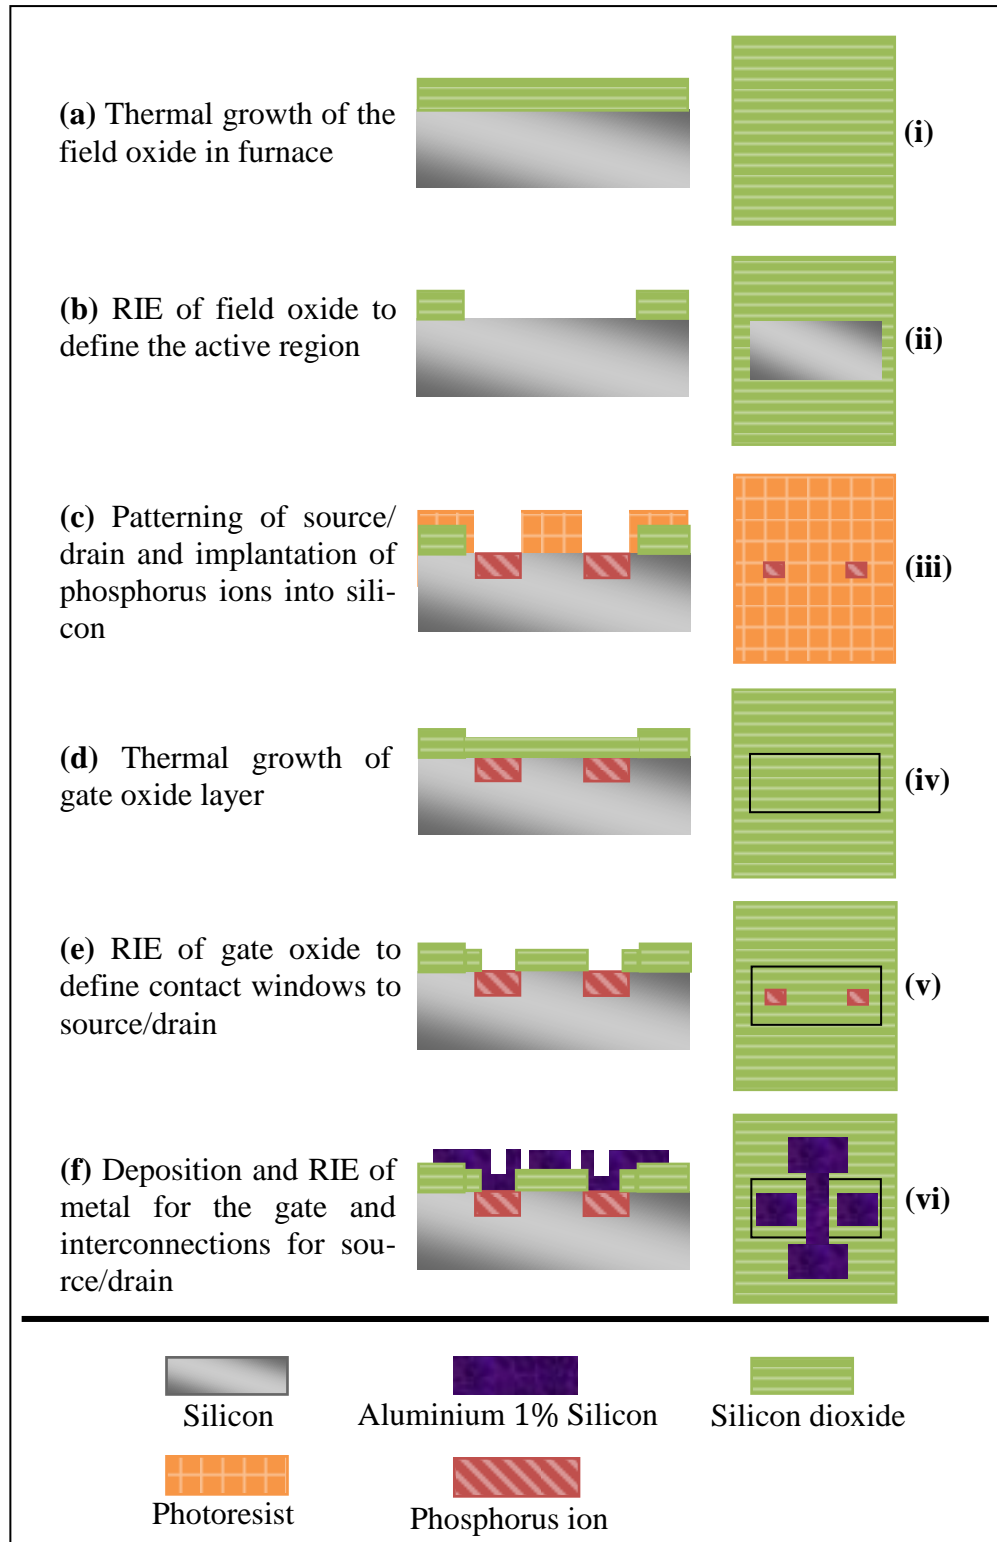 (a) Thermal growth of the
field oxide in furnace
(i)
(b) RIE of field oxide to
define the active region
(ii)
(c) Patterning of source/
drain and implantation of
phosphorus ions into sili-
con
(iii)
(d) Thermal growth of
gate oxide layer
(iv)
(e) RIE of gate oxide to
define contact windows to
source/drain
(v)
(f) Deposition and RIE of
metal for the gate and
interconnections for sou-
rce/drain
(vi)
Silicon
Aluminium 1% Silicon
Silicon dioxide
Photoresist
Phosphorus ion